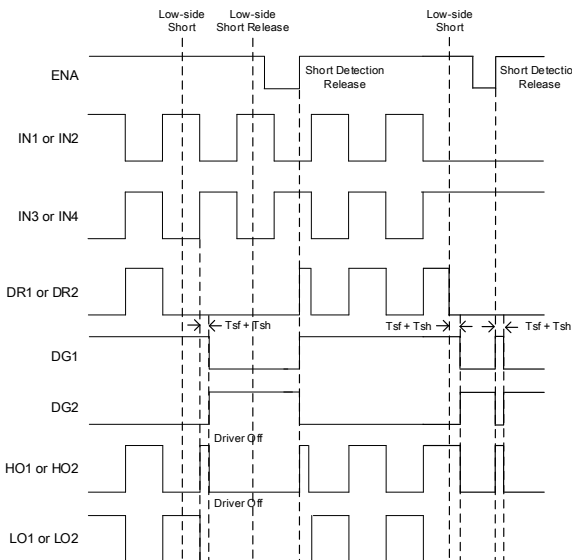 Low-side
Short
Low-side
Short Release
Low-side
Short
ENA
Short Detection
Release
Short Detectio
Release
IN1 or IN2
IN3 or IN4
DR1 or DR2
Tsf + Tsh
Tsf + Tsh
Tsf + Tsh
DG1
DG2
Driver Off
HO1 or HO2
Driver Off
LO1 or LO2